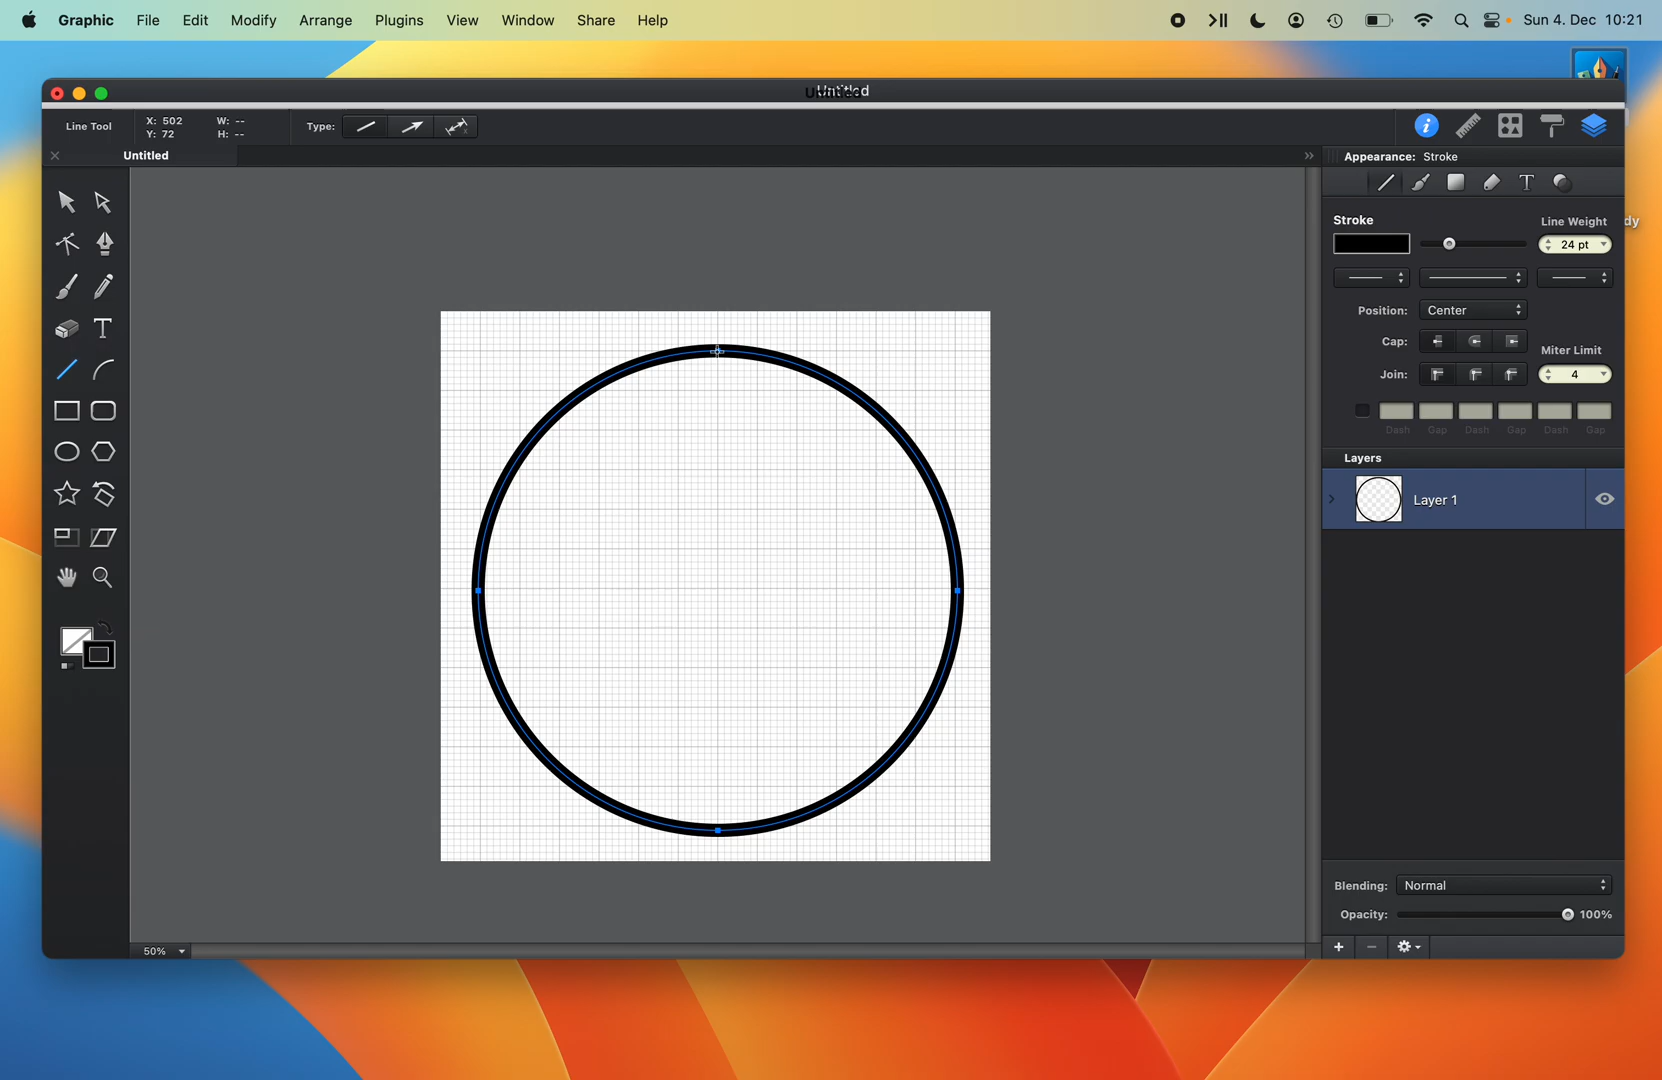 Graphic File Edit Modify Arrange Plugins View Window Share Help Sun 4. Dec 10:21
Untitled
Line Tool X: 502 W: -- Type:
Y: 72 H: --
Untitled
Appearance: Stroke
Stroke Line Weight
24 pt
Position: Center
Cap:
Miter Limit
Join: 4
Dash Gap Dash Gap Dash Gap
Layers
Layer 1
Blending: Normal
Opacity: 100%
50%